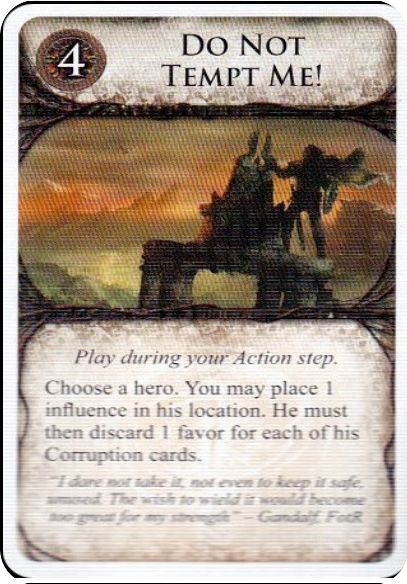 4
DO NOT
TEMPT ME!
Play during your Action step.
Choose a hero. You may place 1
influence in his location. He must
then discard 1 favor for each of his
Corruption cards.
"I dare not take it, not even to keep it safe,
unused. The wish to wield it would become
too great for my strength" – Gandalf, FotR